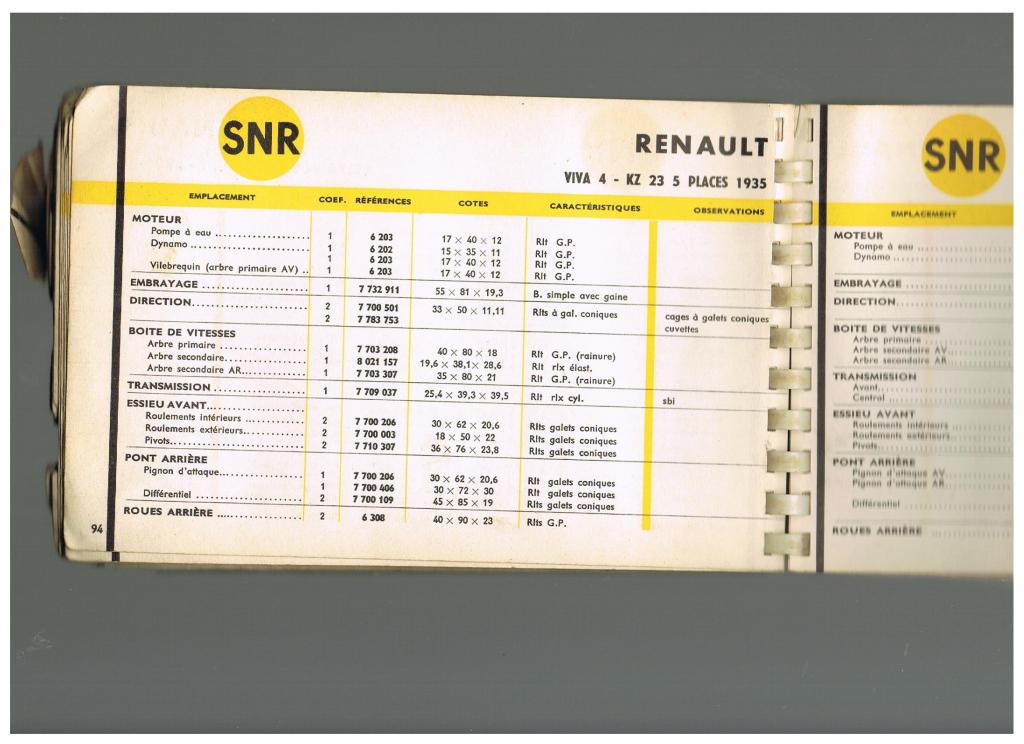 SNR
RENAULT
VIVA 4 - KZ 23 5 PLACES 1935
EMPLACEMENT COEF. RÉFÉRENCES COTES CARACTÉRISTIQUES OBSERVATIONS
MOTEUR
Pompe à eau .................... 1 6 203 17 × 40 × 12 Rlt G.P.
Dynamo ......................... 1 6 202 15 × 35 × 11 Rlt G.P.
1 6 203 17 × 40 × 12 Rlt G.P.
Vilebrequin (arbre primaire AV) .. 1 6 203 17 × 40 × 12 Rlt G.P.
EMBRAYAGE ...................... 1 7 732 911 55 × 81 × 19,3 B. simple avec gaine
DIRECTION....................... 2 7 700 501 33 × 50 × 11,11 Rlts à gal. coniques cages à galets coniques
2 7 783 753 cuvettes
BOITE DE VITESSES
Arbre primaire .................. 1 7 703 208 40 × 80 × 18 Rlt G.P. (rainure)
Arbre secondaire................. 1 8 021 157 19,6 × 38,1 × 28,6 Rlt rlx élast.
Arbre secondaire AR.............. 1 7 703 307 35 × 80 × 21 Rlt G.P. (rainure)
TRANSMISSION .................... 1 7 709 037 25,4 × 39,3 × 39,5 Rlt rlx cyl. sbi
ESSIEU AVANT...
Roulements intérieurs ........... 2 7 700 206 30 × 62 × 20,6 Rlts galets coniques
Roulements extérieurs............ 2 7 700 003 18 × 50 × 22 Rlts galets coniques
Pivots........................... 2 7 710 307 36 × 76 × 23,8 Rlts galets coniques
PONT ARRIÈRE
Pignon d'attaque................. 1 7 700 206 30 × 62 × 20,6 Rlt galets coniques
1 7 700 406 30 × 72 × 30 Rlt galets coniques
Différentiel .................... 2 7 700 109 45 × 85 × 19 Rlts galets coniques
ROUES ARRIÈRE ................... 2 6 308 40 × 90 × 23 Rlts G.P.
94
SNR
EMPLACEMENT
MOTEUR
Pompe à eau ..............
Dynamo ..............
EMBRAYAGE ..............
DIRECTION..............
BOITE DE VITESSES
Arbre primaire ..............
Arbre secondaire AV..............
Arbre secondaire AR..............
TRANSMISSION
Avant..............
Central ..............
ESSIEU AVANT
Roulements intérieurs ..............
Roulements extérieurs..............
Pivots..............
PONT ARRIÈRE
Pignon d'attaque AV..............
Pignon d'attaque AR..............
Différentiel ..............
ROUES ARRIÈRE ..............